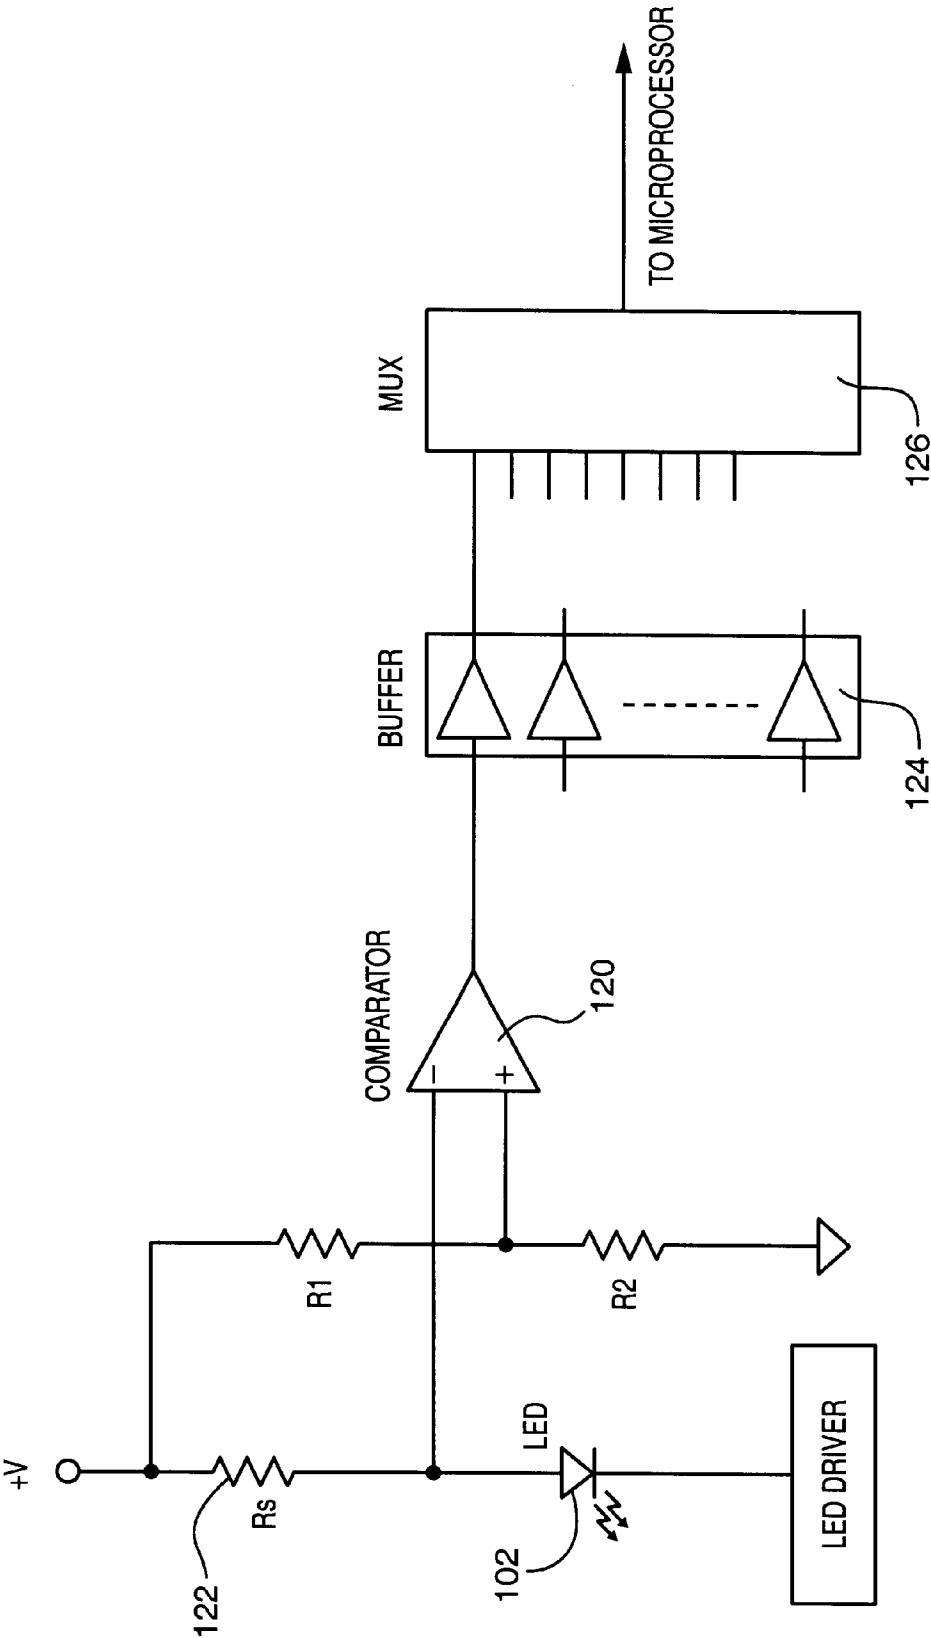 +V
122
Rs
R1
102
LED
R2
LED DRIVER
COMPARATOR
−
+
120
BUFFER
124
MUX
126
TO MICROPROCESSOR